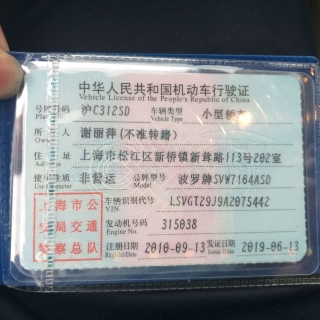 中华人民共和国机动车行驶证
Vehicle License of the People's Republic of China
号牌号码 沪C312SD 车辆类型 小型轿车
Plate No. Vehicle Type
所有人 谢丽萍(不准转籍)
Owner
住址 上海市松江区新桥镇新茸路113号202室
Address
使用性质 非营运 品牌型号 波罗牌SVW7164ASD
Use Character Model
上海市公安局交通警察总队
车辆识别代号 LSVGT29J9A2075442
VIN
发动机号码 315038
Engine No.
注册日期 2010-09-13 发证日期 2019-06-13
Register Date Issue Date